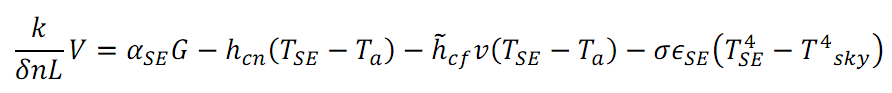 k/(δnL) V = α_SE G − h_cn(T_SE − T_a) − h̃_cf v(T_SE − T_a) − σϵ_SE(T_SE^4 − T^4_sky)